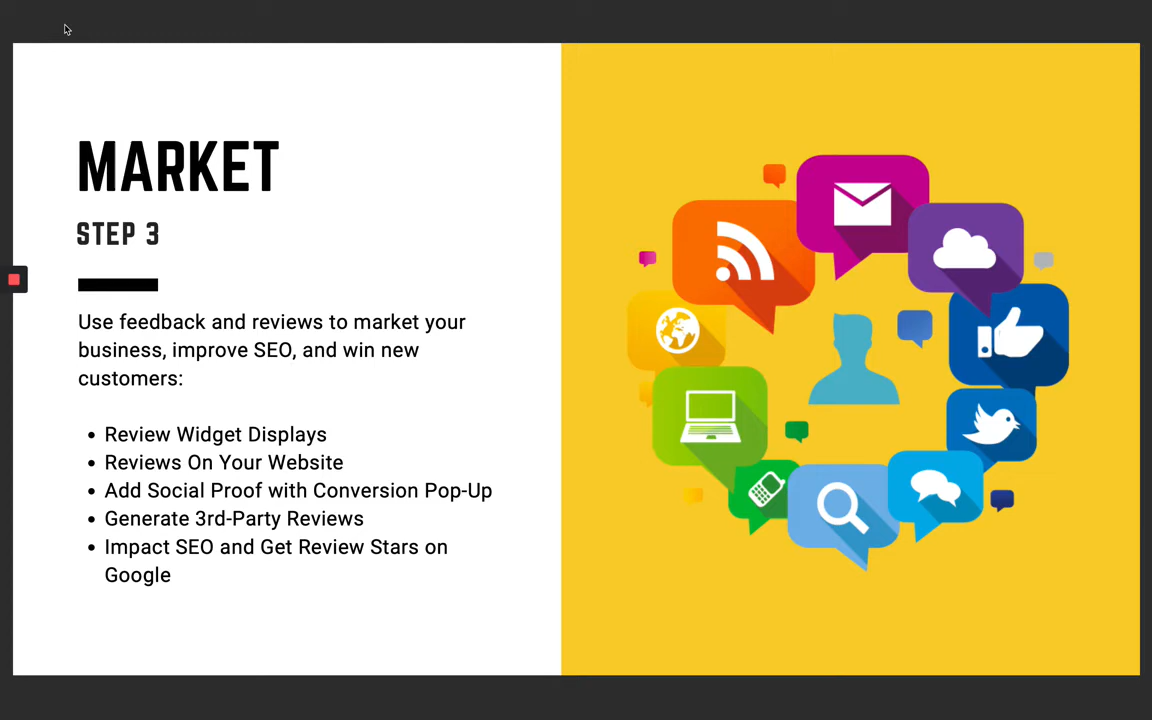 MARKET
STEP 3
Use feedback and reviews to market your
business, improve SEO, and win new
customers:
• Review Widget Displays
• Reviews On Your Website
• Add Social Proof with Conversion Pop-Up
• Generate 3rd-Party Reviews
• Impact SEO and Get Review Stars on
Google